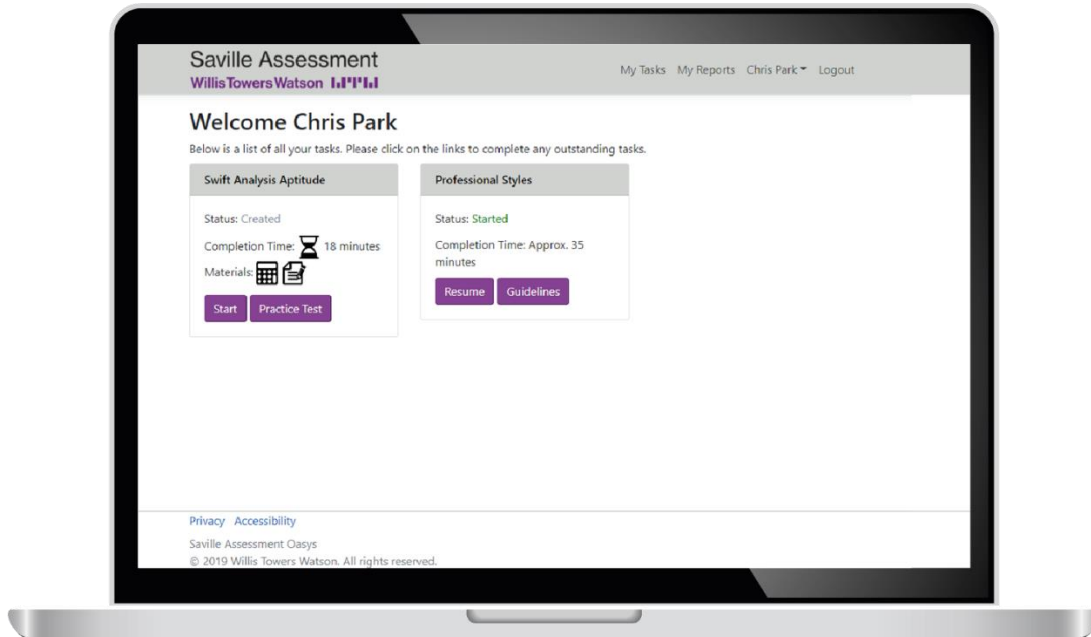 Saville Assessment
WillisTowersWatson
My Tasks My Reports Chris Park Logout
Welcome Chris Park
Below is a list of all your tasks. Please click on the links to complete any outstanding tasks.
Swift Analysis Aptitude
Status: Created
Completion Time: 18 minutes
Materials:
Start Practice Test
Professional Styles
Status: Started
Completion Time: Approx. 35
minutes
Resume Guidelines
Privacy Accessibility
Saville Assessment Oasys
© 2019 Willis Towers Watson. All rights reserved.